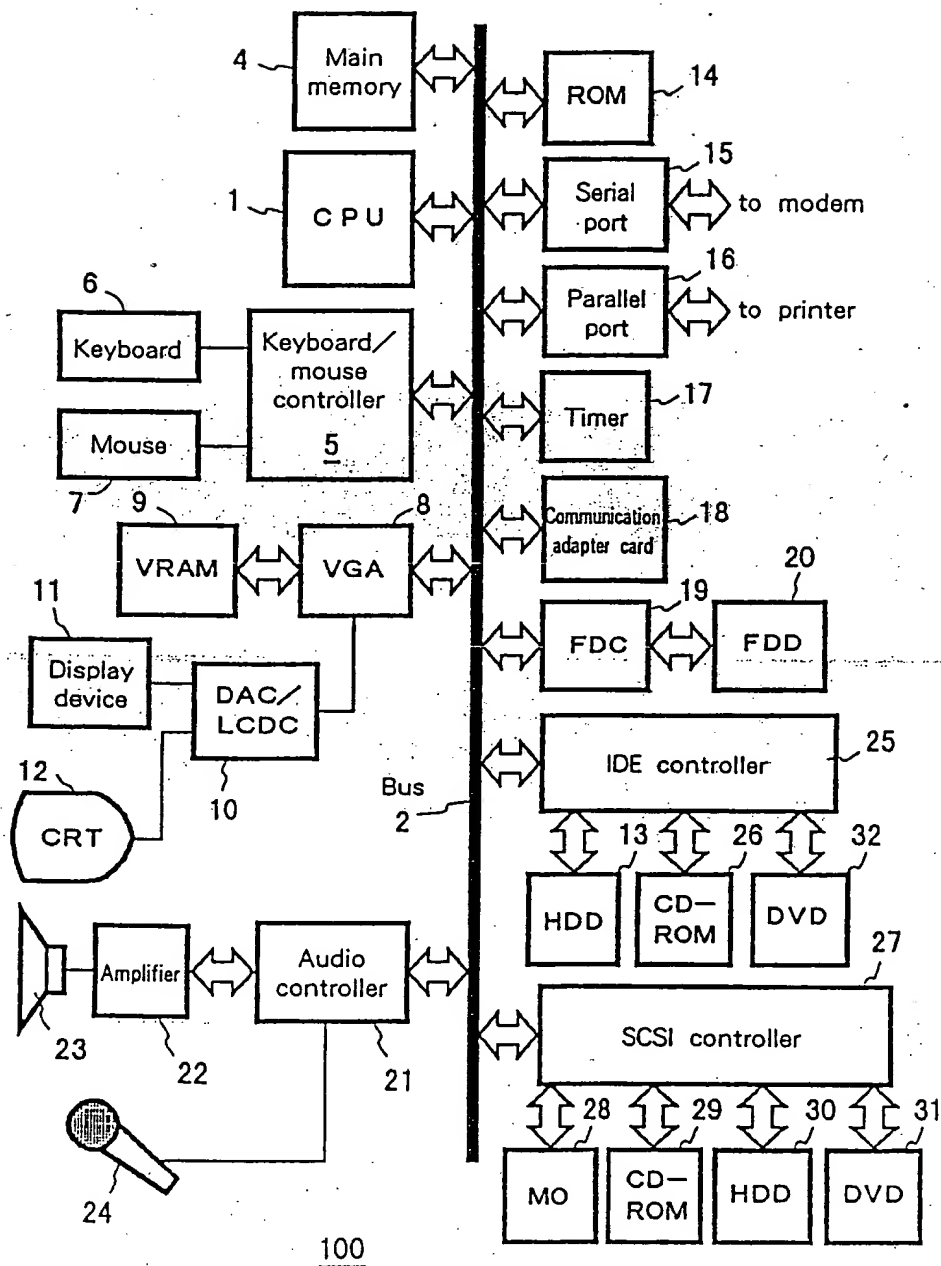 4
Main
memory
ROM
14
15
1
CPU
Serial
port
to modem
16
6
Parallel
port
to printer
Keyboard
Keyboard/
mouse
controller
5
17
Timer
Mouse
7
9
8
Communication
adapter card
18
VRAM
VGA
20
19
11
FDC
FDD
Display
device
DAC/
LCDC
10
25
IDE controller
12
Bus
2
CRT
13
26
32
HDD
CD-
ROM
DVD
27
Amplifier
Audio
controller
SCSI controller
23
22
21
28
29
30
31
24
MO
CD-
ROM
HDD
DVD
100